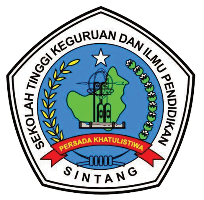 SEKOLAH TINGGI KEGURUAN DAN ILMU PENDIDIKAN
PERSADA KHATULISTIWA
SINTANG